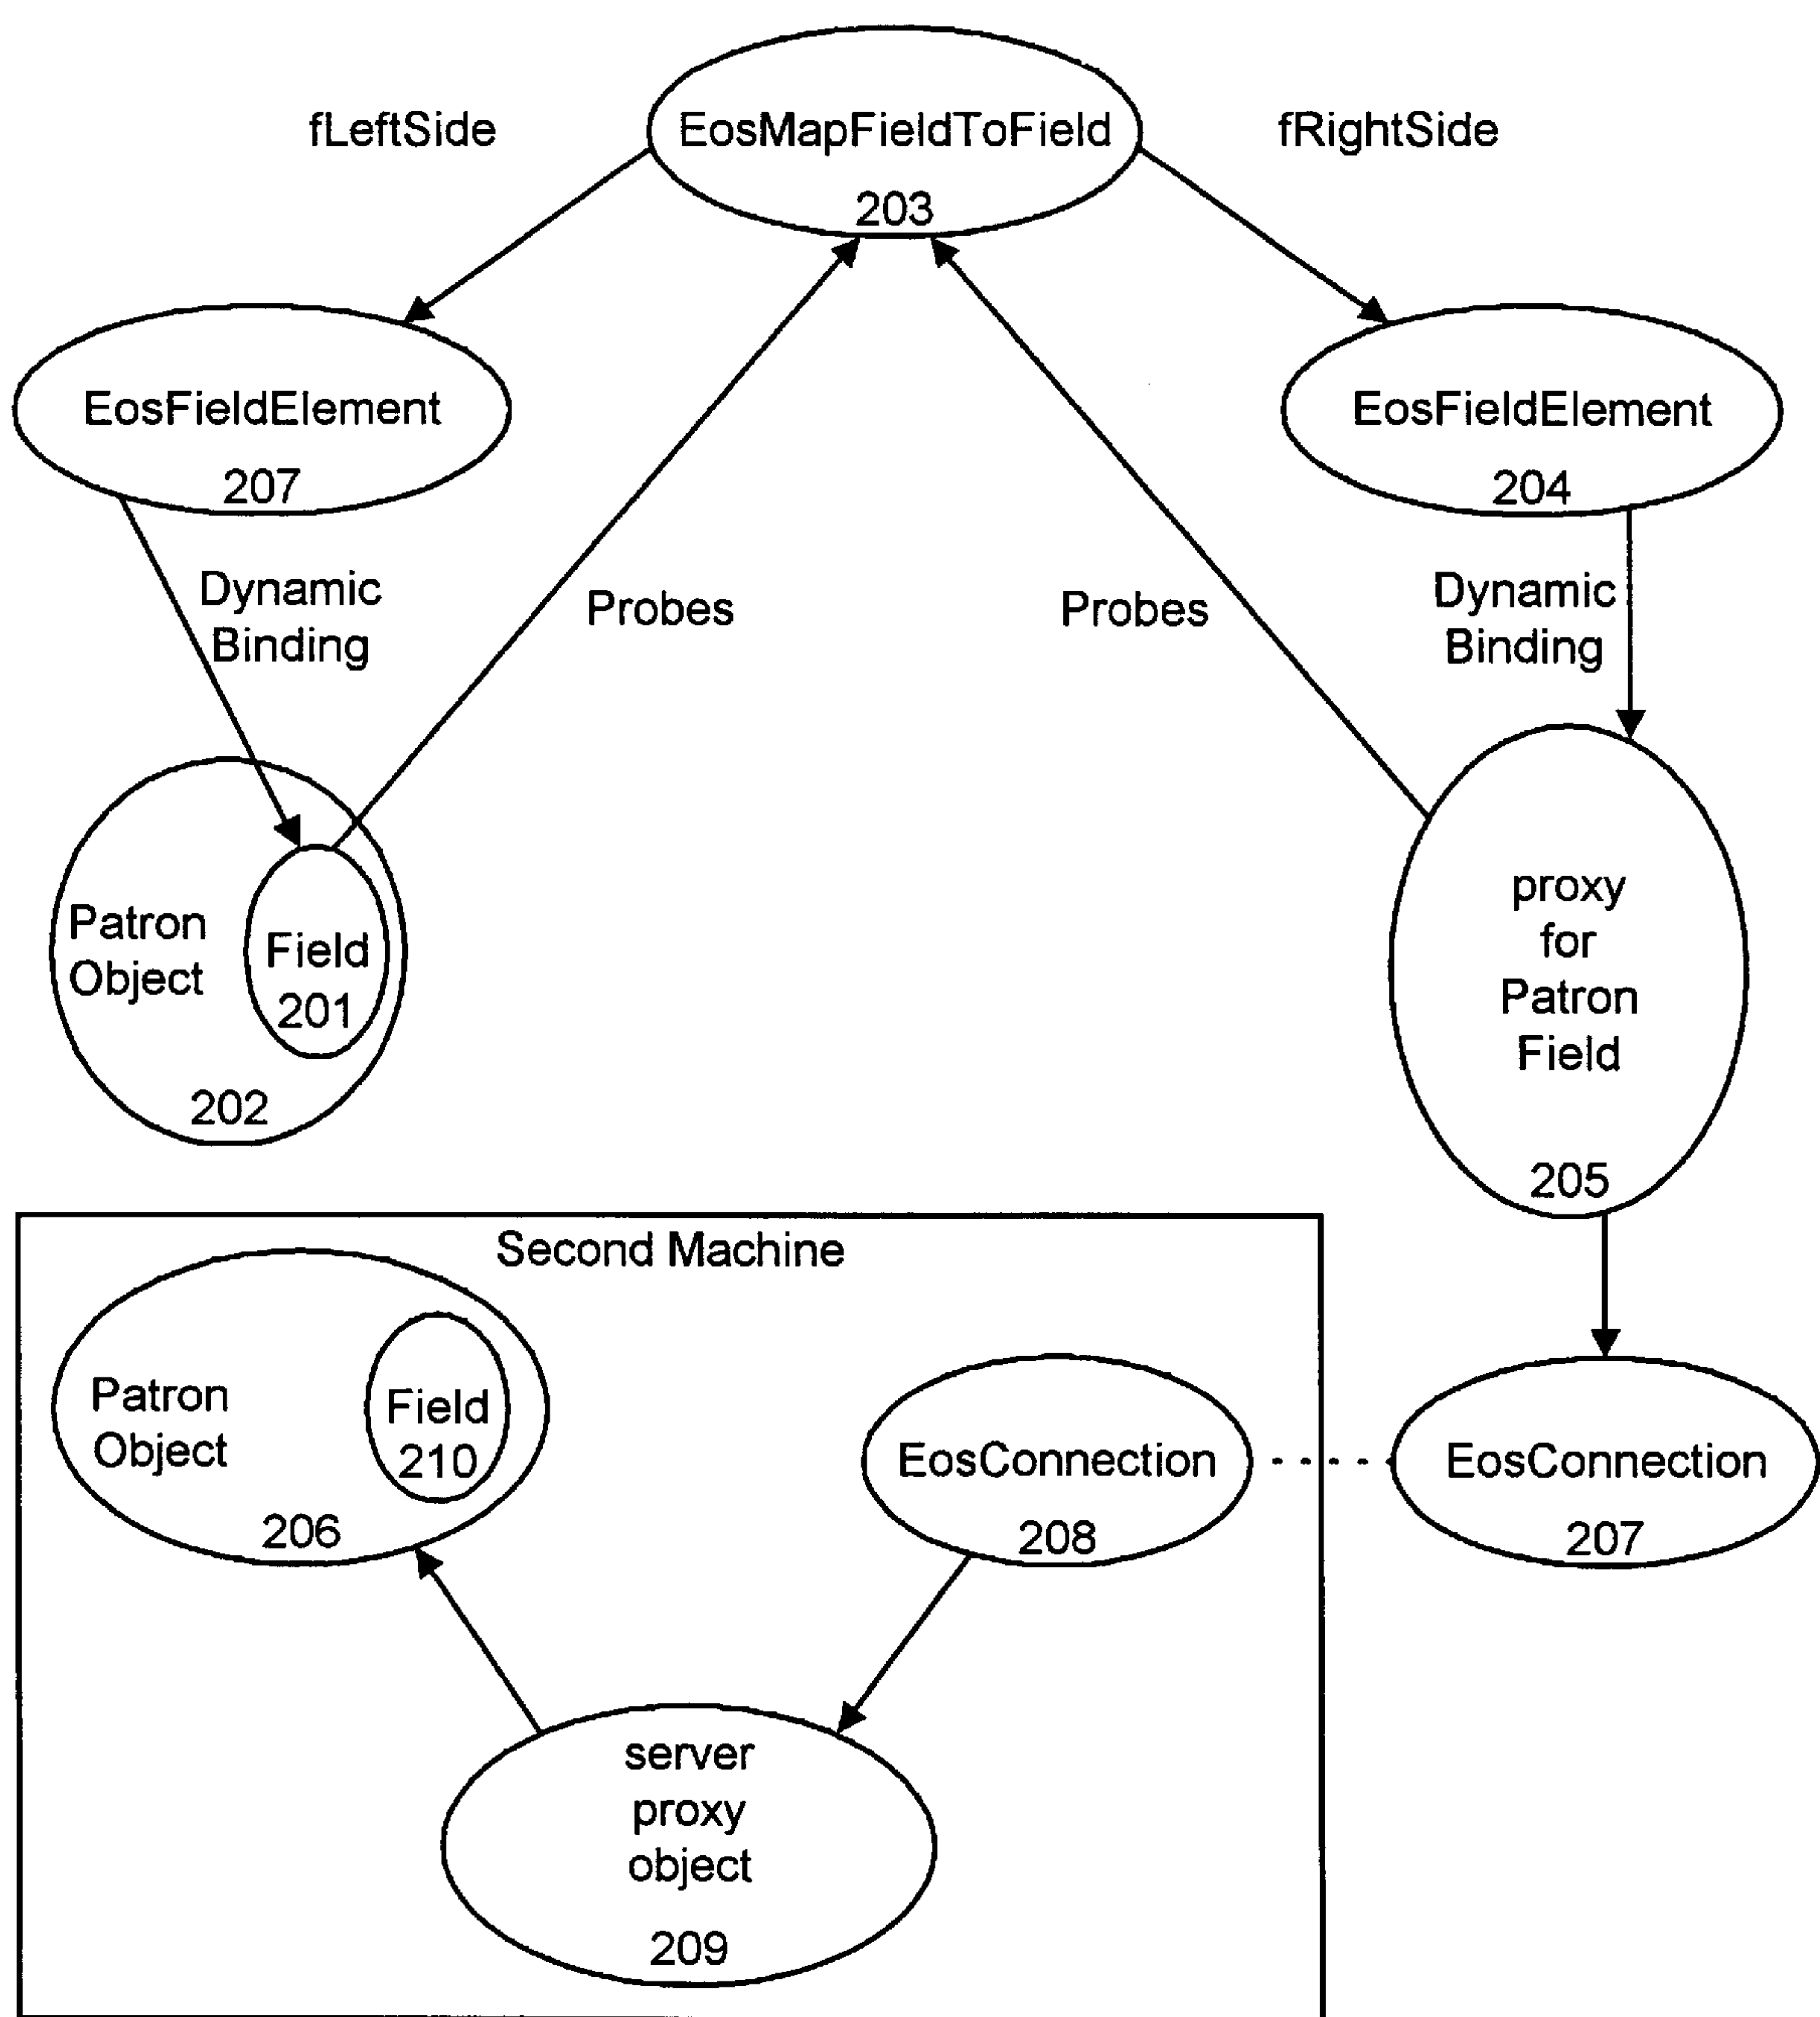 fLeftSide
EosMapFieldToField
203
fRightSide
EosFieldElement
207
EosFieldElement
204
Dynamic
Binding
Probes
Probes
Dynamic
Binding
Patron
Object
Field
201
202
proxy
for
Patron
Field
205
Second Machine
Patron
Object
Field
210
206
EosConnection
208
EosConnection
207
server
proxy
object
209